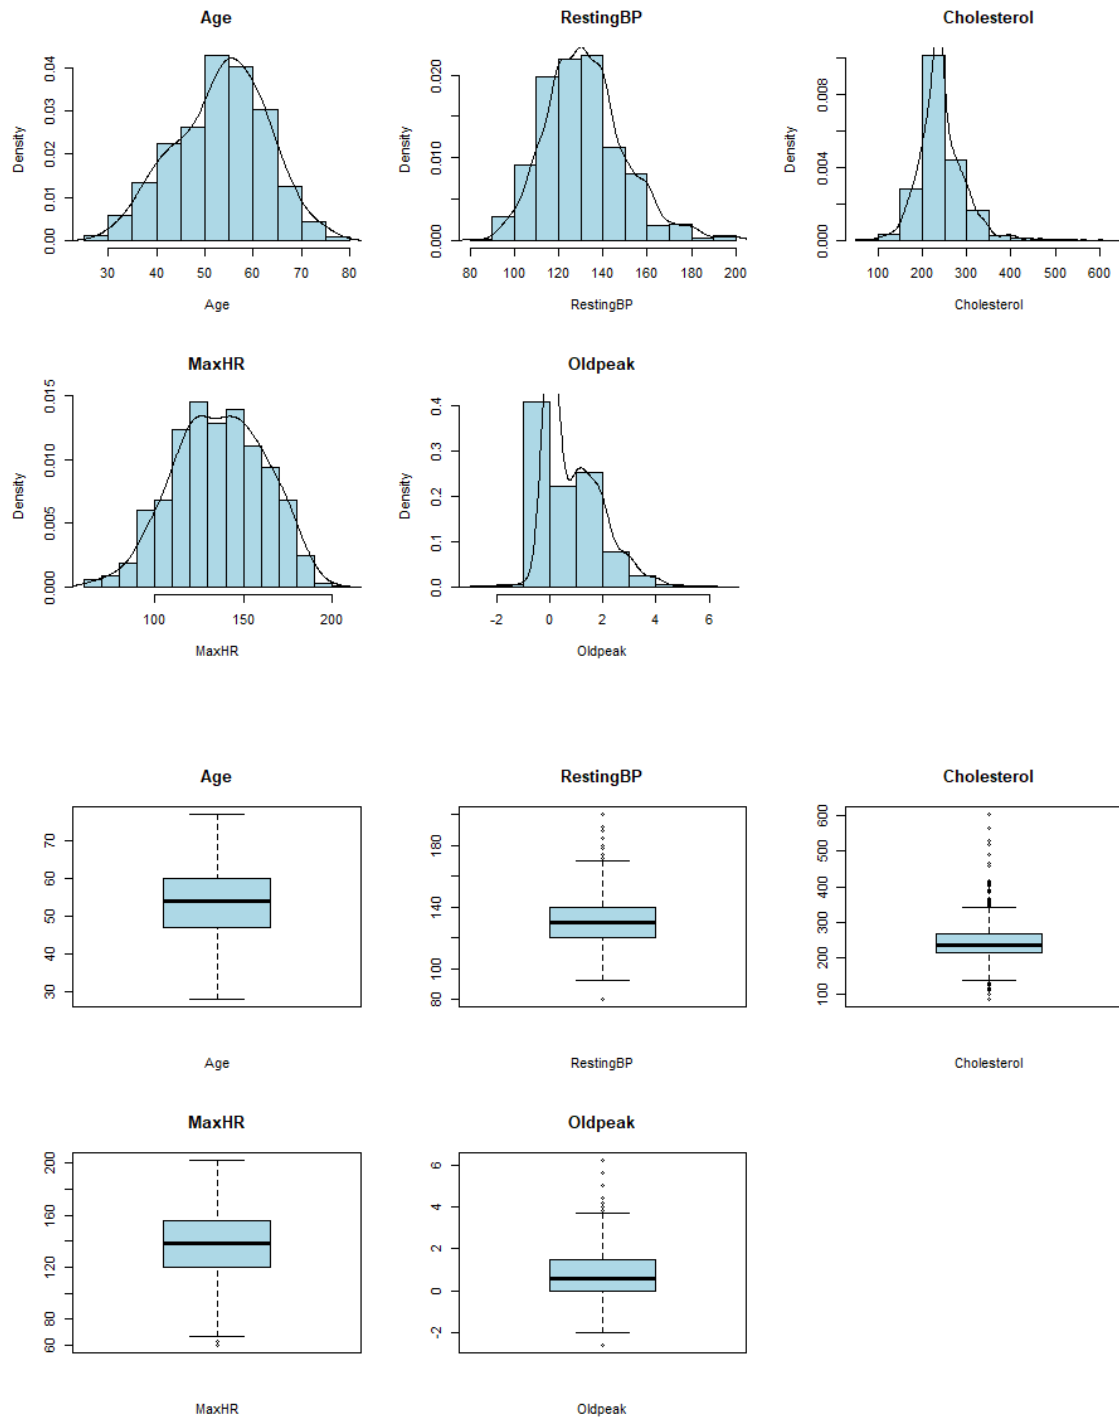 Age
RestingBP
Cholesterol
Density
0.00 0.01 0.02 0.03 0.04
30 40 50 60 70 80
Age
Density
0.000 0.010 0.020
80 100 120 140 160 180 200
RestingBP
Density
0.000 0.004 0.008
100 200 300 400 500 600
Cholesterol
MaxHR
Oldpeak
Density
0.000 0.005 0.010 0.015
100 200
MaxHR
Density
0.0 0.1 0.2 0.3 0.4
-2 0 2 4 6
Oldpeak
Age
RestingBP
Cholesterol
30 40 50 60 70
Age
80 100 140 180
RestingBP
100 200 300 400 500 600
Cholesterol
MaxHR
Oldpeak
60 80 120 160 200
MaxHR
-2 0 2 4 6
Oldpeak